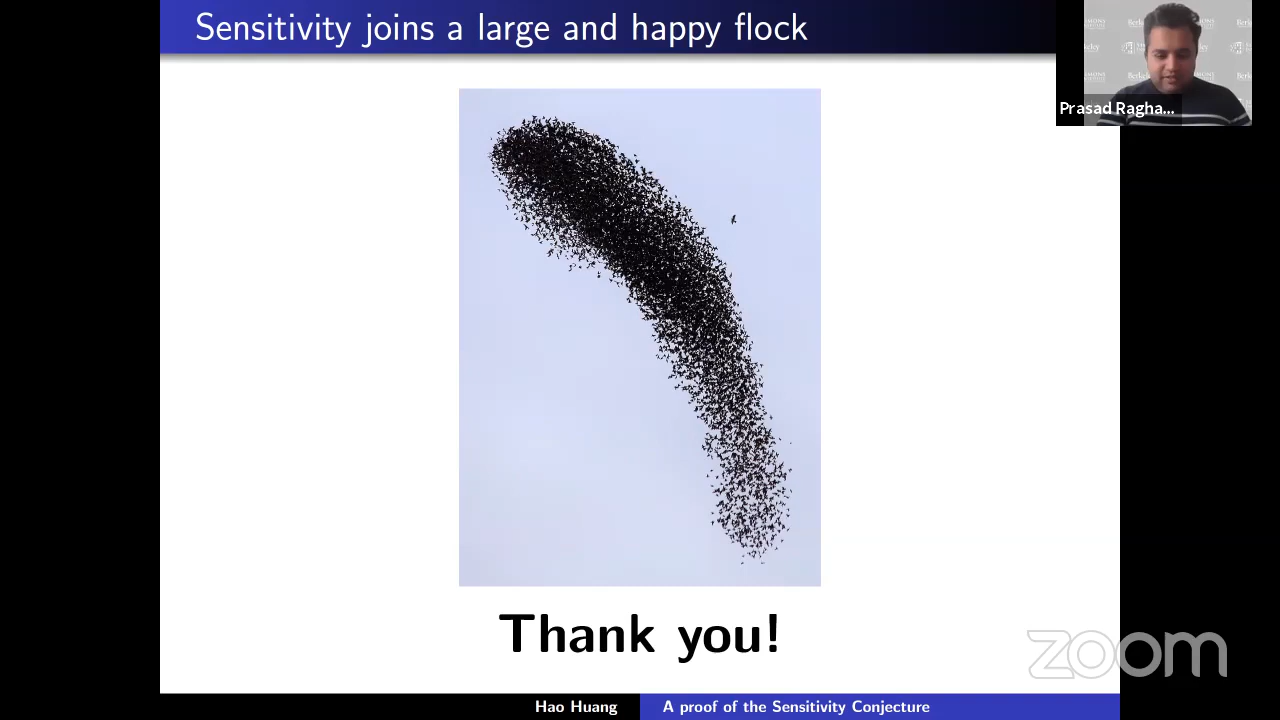 Sensitivity joins a large and happy flock
Prasad Ragha...
Thank you!
zoom
Hao Huang
A proof of the Sensitivity Conjecture